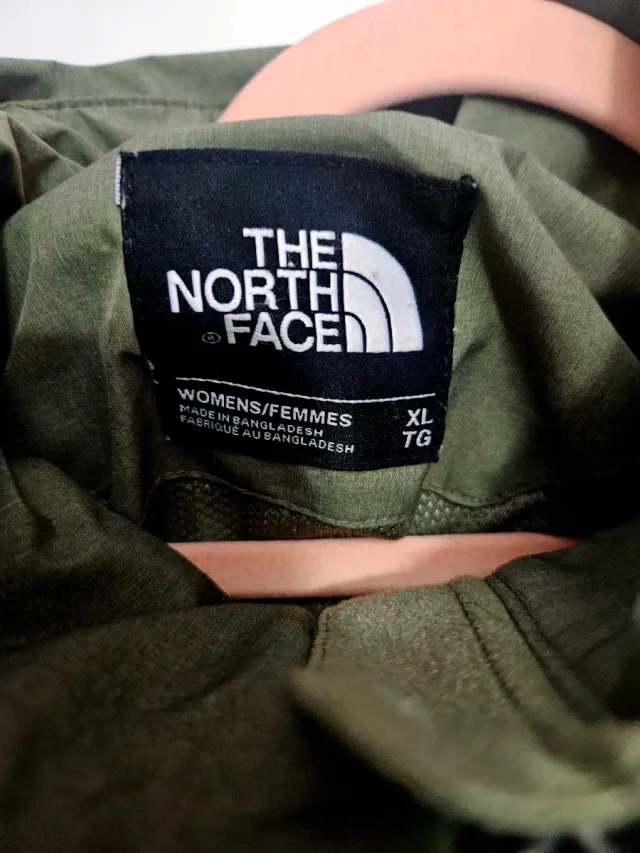 THE
NORTH
FACE
WOMENS/FEMMES
MADE IN BANGLADESH
FABRIQUÉ AU BANGLADESH
XL
TG